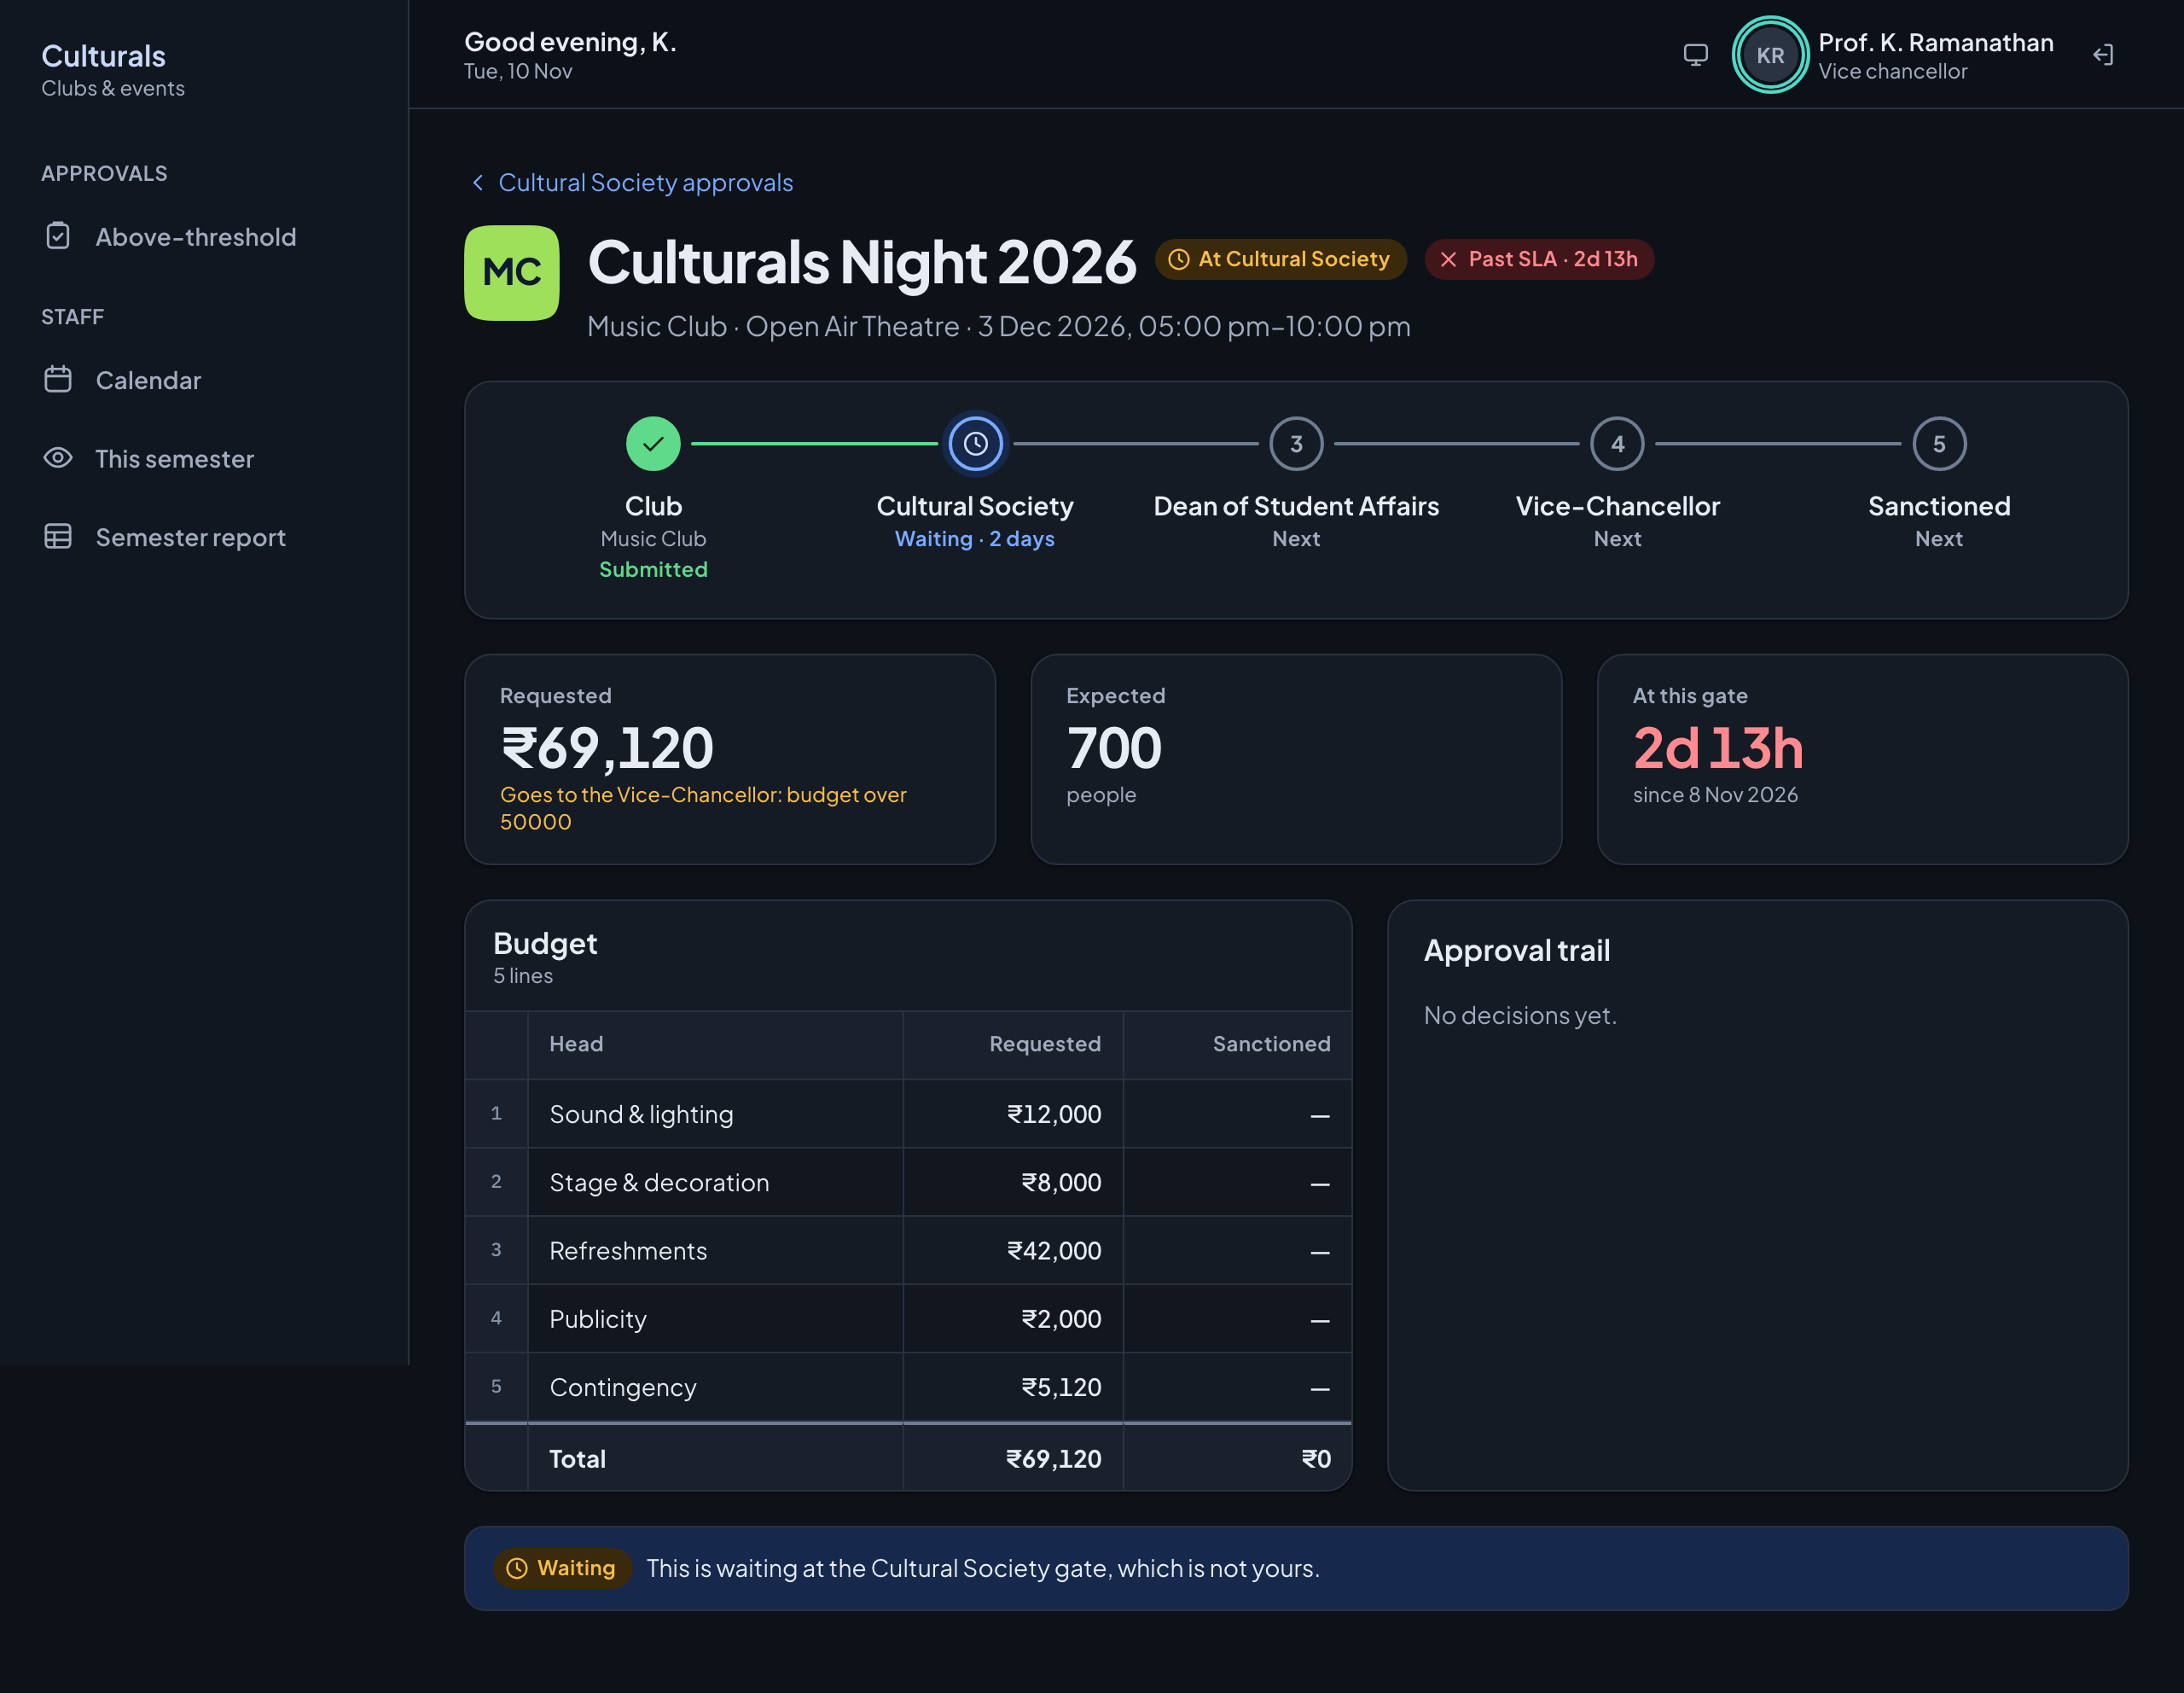 Culturals
Clubs & events
APPROVALS
Above-threshold
STAFF
Calendar
This semester
Semester report
Good evening, K.
Tue, 10 Nov
KR
Prof. K. Ramanathan
Vice chancellor
Cultural Society approvals
MC
Culturals Night 2026
At Cultural Society
Past SLA · 2d 13h
Music Club · Open Air Theatre · 3 Dec 2026, 05:00 pm–10:00 pm
Club
Music Club
Submitted
Cultural Society
Waiting · 2 days
3
Dean of Student Affairs
Next
4
Vice-Chancellor
Next
5
Sanctioned
Next
Requested
₹69,120
Goes to the Vice-Chancellor: budget over
50000
Expected
700
people
At this gate
2d 13h
since 8 Nov 2026
Budget
5 lines
Head Requested Sanctioned
1 Sound & lighting ₹12,000 —
2 Stage & decoration ₹8,000 —
3 Refreshments ₹42,000 —
4 Publicity ₹2,000 —
5 Contingency ₹5,120 —
Total ₹69,120 ₹0
Approval trail
No decisions yet.
Waiting This is waiting at the Cultural Society gate, which is not yours.